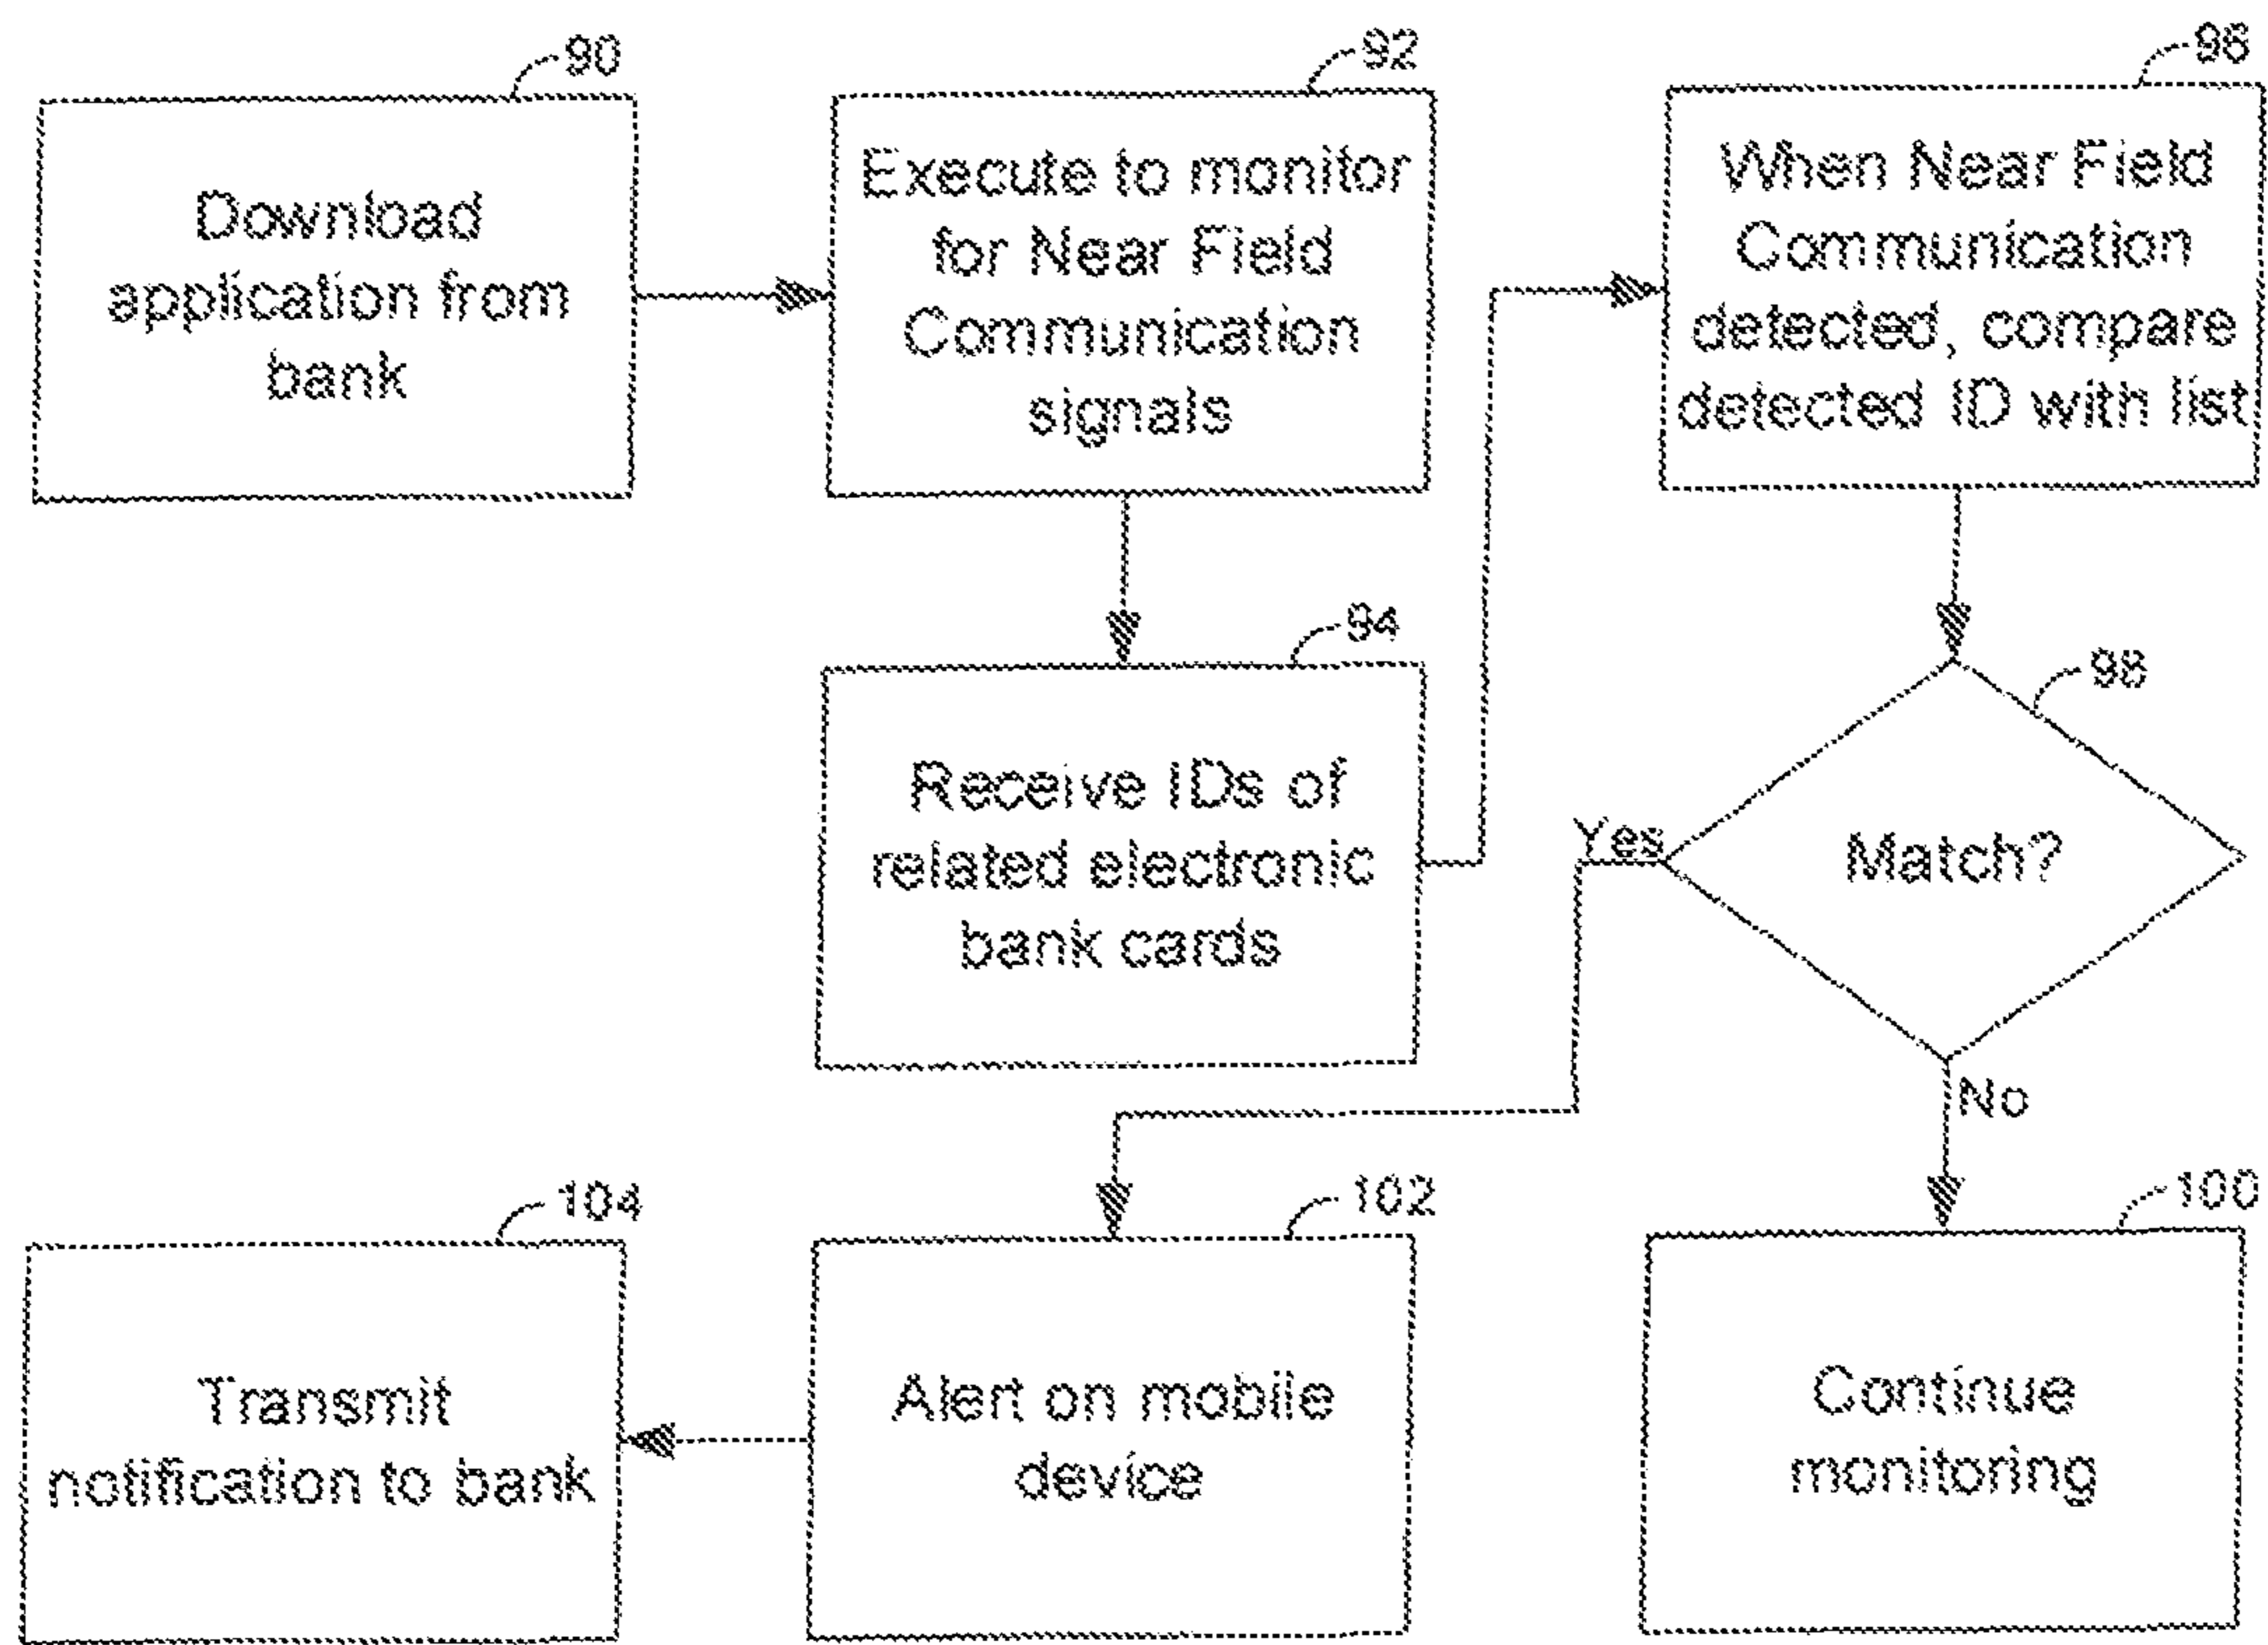 90
Download
application from
bank
92
Execute to monitor
for Near Field
Communication
signals
94
Receive IDs of
related electronic
bank cards
96
When Near Field
Communication
detected, compare
detected ID with list
98
Match?
Yes
No
100
Continue
monitoring
102
Alert on mobile
device
104
Transmit
notification to bank